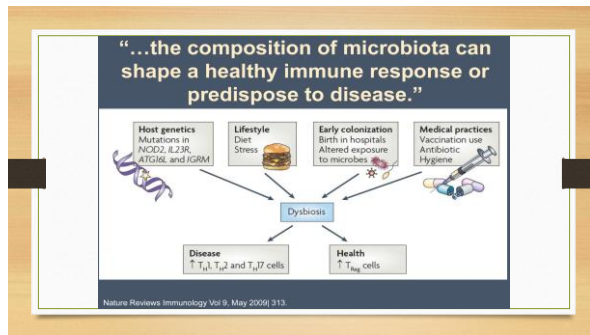 “...the composition of microbiota can
shape a healthy immune response or
predispose to disease.”
Host genetics
Mutations in
NOD2, IL23R,
ATG16L and IGRM
Lifestyle
Diet
Stress
Early colonization
Birth in hospitals
Altered exposure
to microbes
Medical practices
Vaccination use
Antibiotic
Hygiene
Dysbiosis
Disease
↑ TH1, TH2 and TH17 cells
Health
↑ TReg cells
Nature Reviews Immunology Vol 9, May 2009| 313.